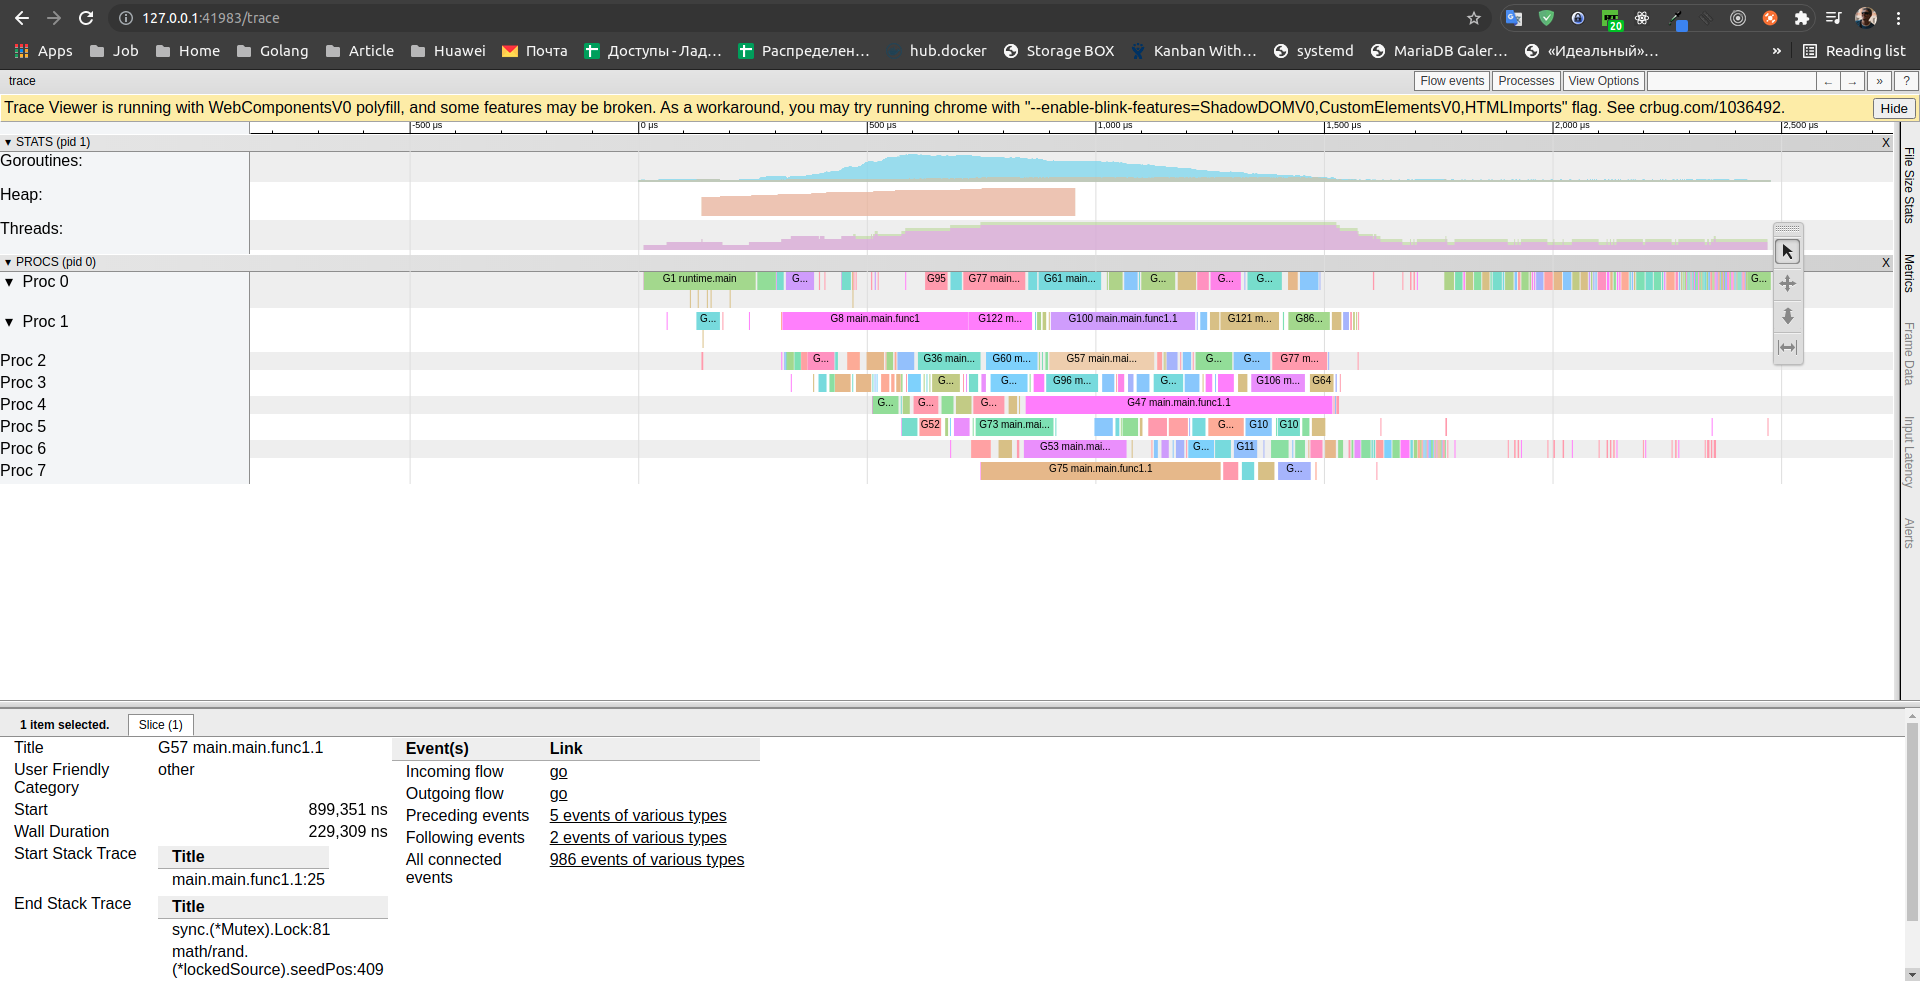 127.0.0.1:41983/trace
20
Apps Job Home Golang Article Huawei Почта Доступы - Лад... Распределен... hub.docker Storage BOX Kanban With... systemd MariaDB Galer... «Идеальный»... » Reading list
trace Flow events Processes View Options ← → » ?
Trace Viewer is running with WebComponentsV0 polyfill, and some features may be broken. As a workaround, you may try running chrome with "--enable-blink-features=ShadowDOMV0,CustomElementsV0,HTMLImports" flag. See crbug.com/1036492. Hide
-500 µs 0 µs 500 µs 1,000 µs 1,500 µs 2,000 µs 2,500 µs
STATS (pid 1) X
Goroutines:
Heap:
Threads:
PROCS (pid 0) X
Proc 0 G1 runtime.main G... G95 G77 main... G61 main... G... G... G... G...
Proc 1 G... G8 main.main.func1 G122 m... G100 main.main.func1.1 G121 m... G86...
Proc 2 G... G36 main... G60 m... G57 main.mai... G... G... G77 m...
Proc 3 G... G... G96 m... G... G106 m... G64
Proc 4 G... G... G... G47 main.main.func1.1
Proc 5 G52 G73 main.mai... G... G10 G10
Proc 6 G53 main.mai... G... G11
Proc 7 G75 main.main.func1.1 G...
File Size Stats
Metrics
Frame Data
Input Latency
Alerts
1 item selected. Slice (1)
Title G57 main.main.func1.1
User Friendly Category other
Start 899,351 ns
Wall Duration 229,309 ns
Start Stack Trace Title
main.main.func1.1:25
End Stack Trace Title
sync.(*Mutex).Lock:81
math/rand.
(*lockedSource).seedPos:409
Event(s) Link
Incoming flow go
Outgoing flow go
Preceding events 5 events of various types
Following events 2 events of various types
All connected events 986 events of various types